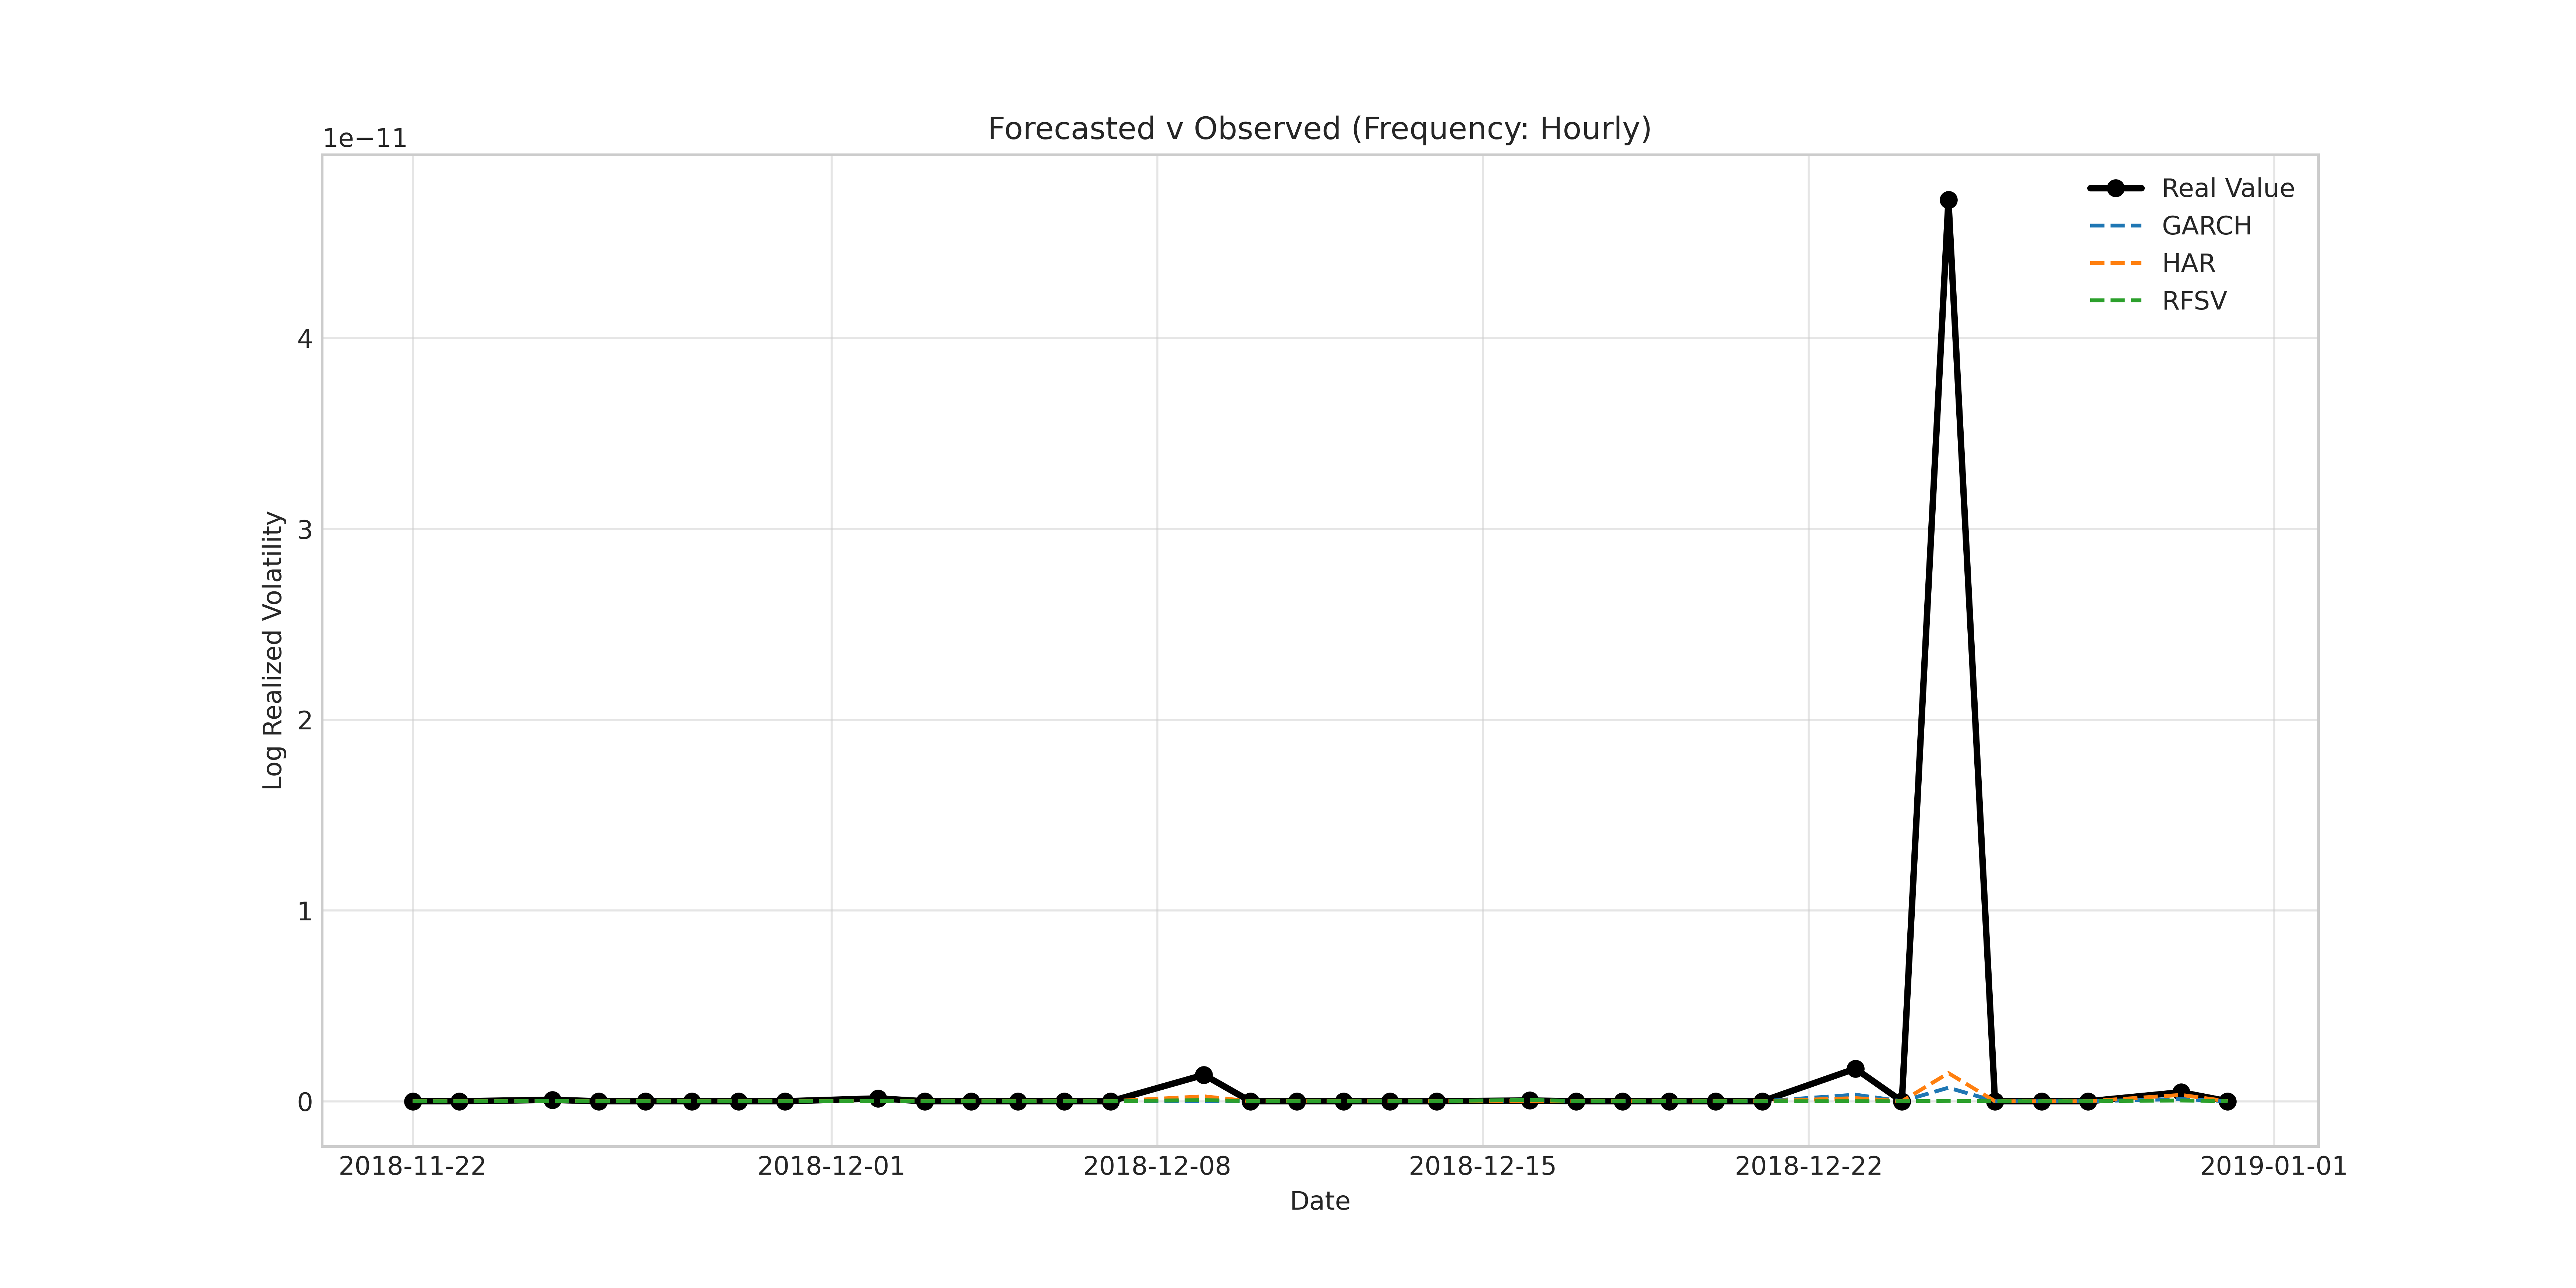 Forecasted v Observed (Frequency: Hourly)
1e−11
Real Value
GARCH
HAR
RFSV
Log Realized Volatility
4
3
2
1
0
2018-11-22 2018-12-01 2018-12-08 2018-12-15 2018-12-22 2019-01-01
Date